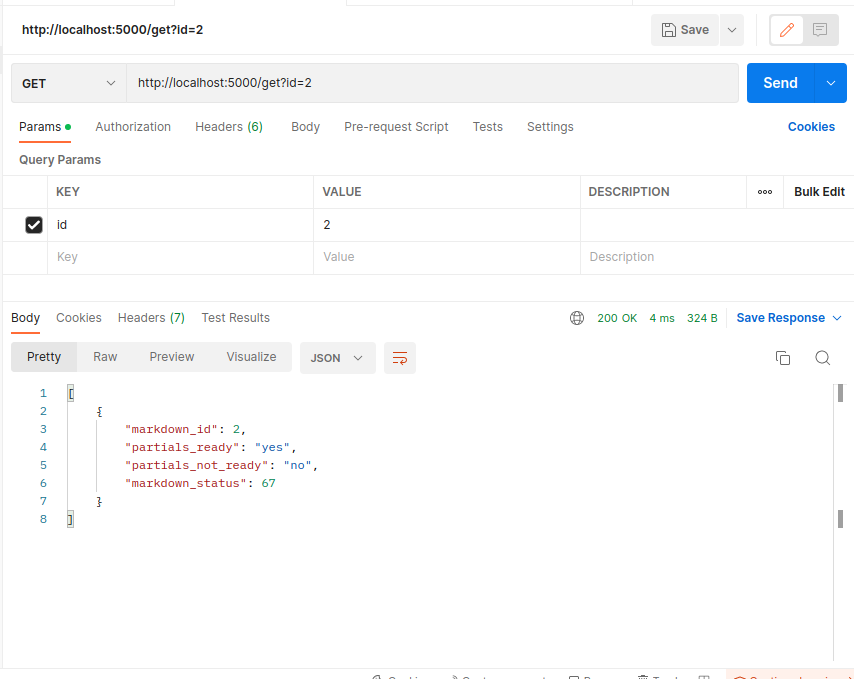 http://localhost:5000/get?id=2 Save
GET http://localhost:5000/get?id=2 Send
Params Authorization Headers (6) Body Pre-request Script Tests Settings Cookies
Query Params
KEY VALUE DESCRIPTION Bulk Edit
id 2
Key Value Description
Body Cookies Headers (7) Test Results 200 OK 4 ms 324 B Save Response
Pretty Raw Preview Visualize JSON
1 [
2 {
3 "markdown_id": 2,
4 "partials_ready": "yes",
5 "partials_not_ready": "no",
6 "markdown_status": 67
7 }
8 ]